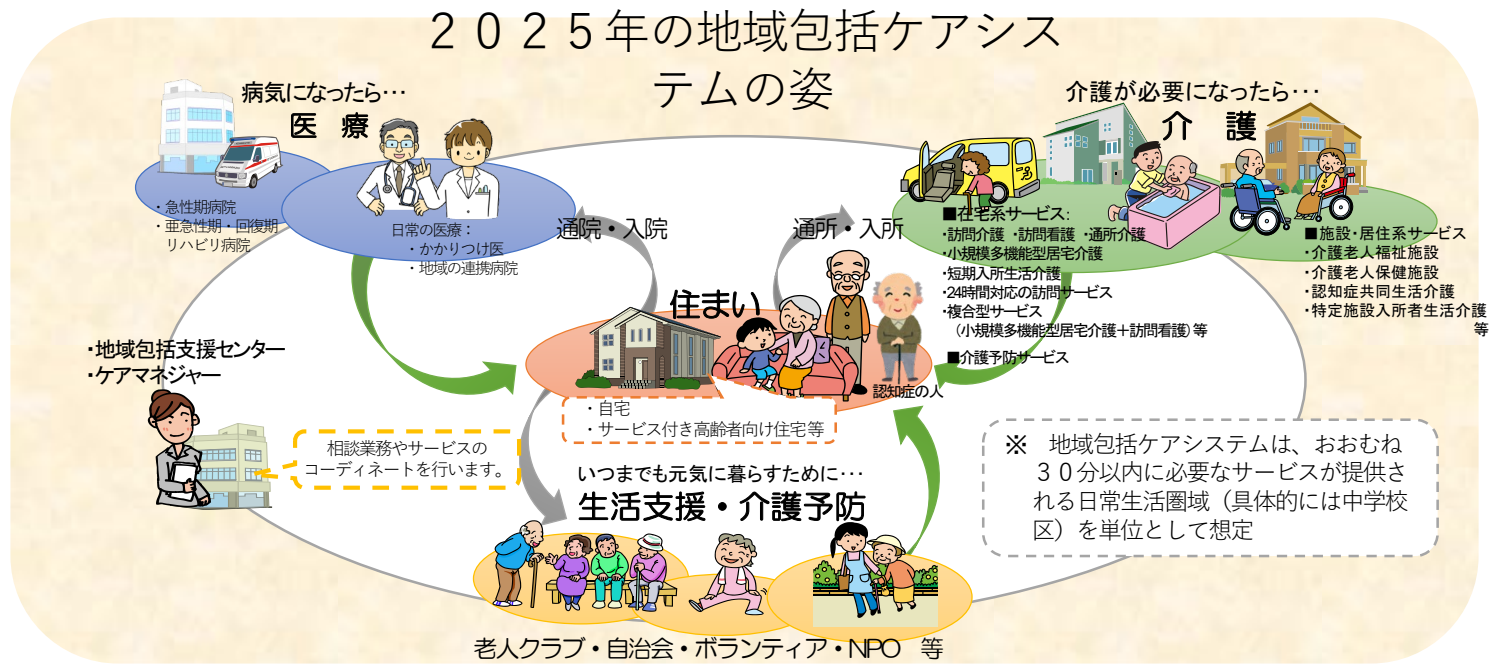 ２０２５年の地域包括ケアシス
テムの姿
病気になったら･･･
医　療
・急性期病院
・亜急性期・回復期
リハビリ病院
日常の医療：
・かかりつけ医
・地域の連携病院
通院・入院
通所・入所
介護が必要になったら･･･
介　護
■在宅系サービス：
・訪問介護　・訪問看護　・通所介護
・小規模多機能型居宅介護
・短期入所生活介護
・24時間対応の訪問サービス
・複合型サービス
（小規模多機能型居宅介護＋訪問看護）等
■介護予防サービス
■施設・居住系サービス
・介護老人福祉施設
・介護老人保健施設
・認知症共同生活介護
・特定施設入所者生活介護
等
住まい
認知症の人
・自宅
・サービス付き高齢者向け住宅等
・地域包括支援センター
・ケアマネジャー
相談業務やサービスの
コーディネートを行います。
いつまでも元気に暮らすために･･･
生活支援・介護予防
老人クラブ・自治会・ボランティア・NPO　等
※　地域包括ケアシステムは、おおむね
３０分以内に必要なサービスが提供さ
れる日常生活圏域（具体的には中学校
区）を単位として想定